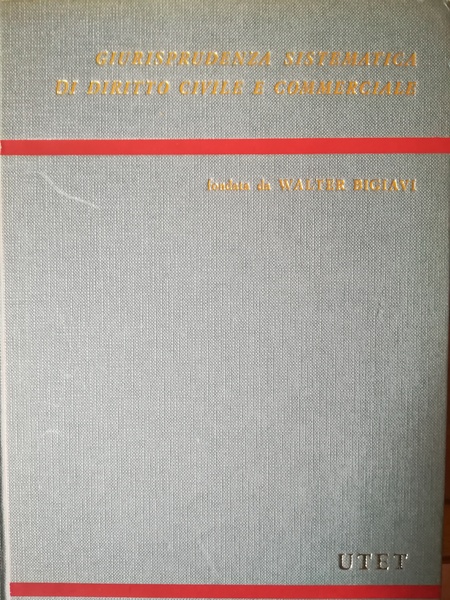 GIURISPRUDENZA SISTEMATICA
DI DIRITTO CIVILE E COMMERCIALE
fondata da WALTER BIGIAVI
UTET